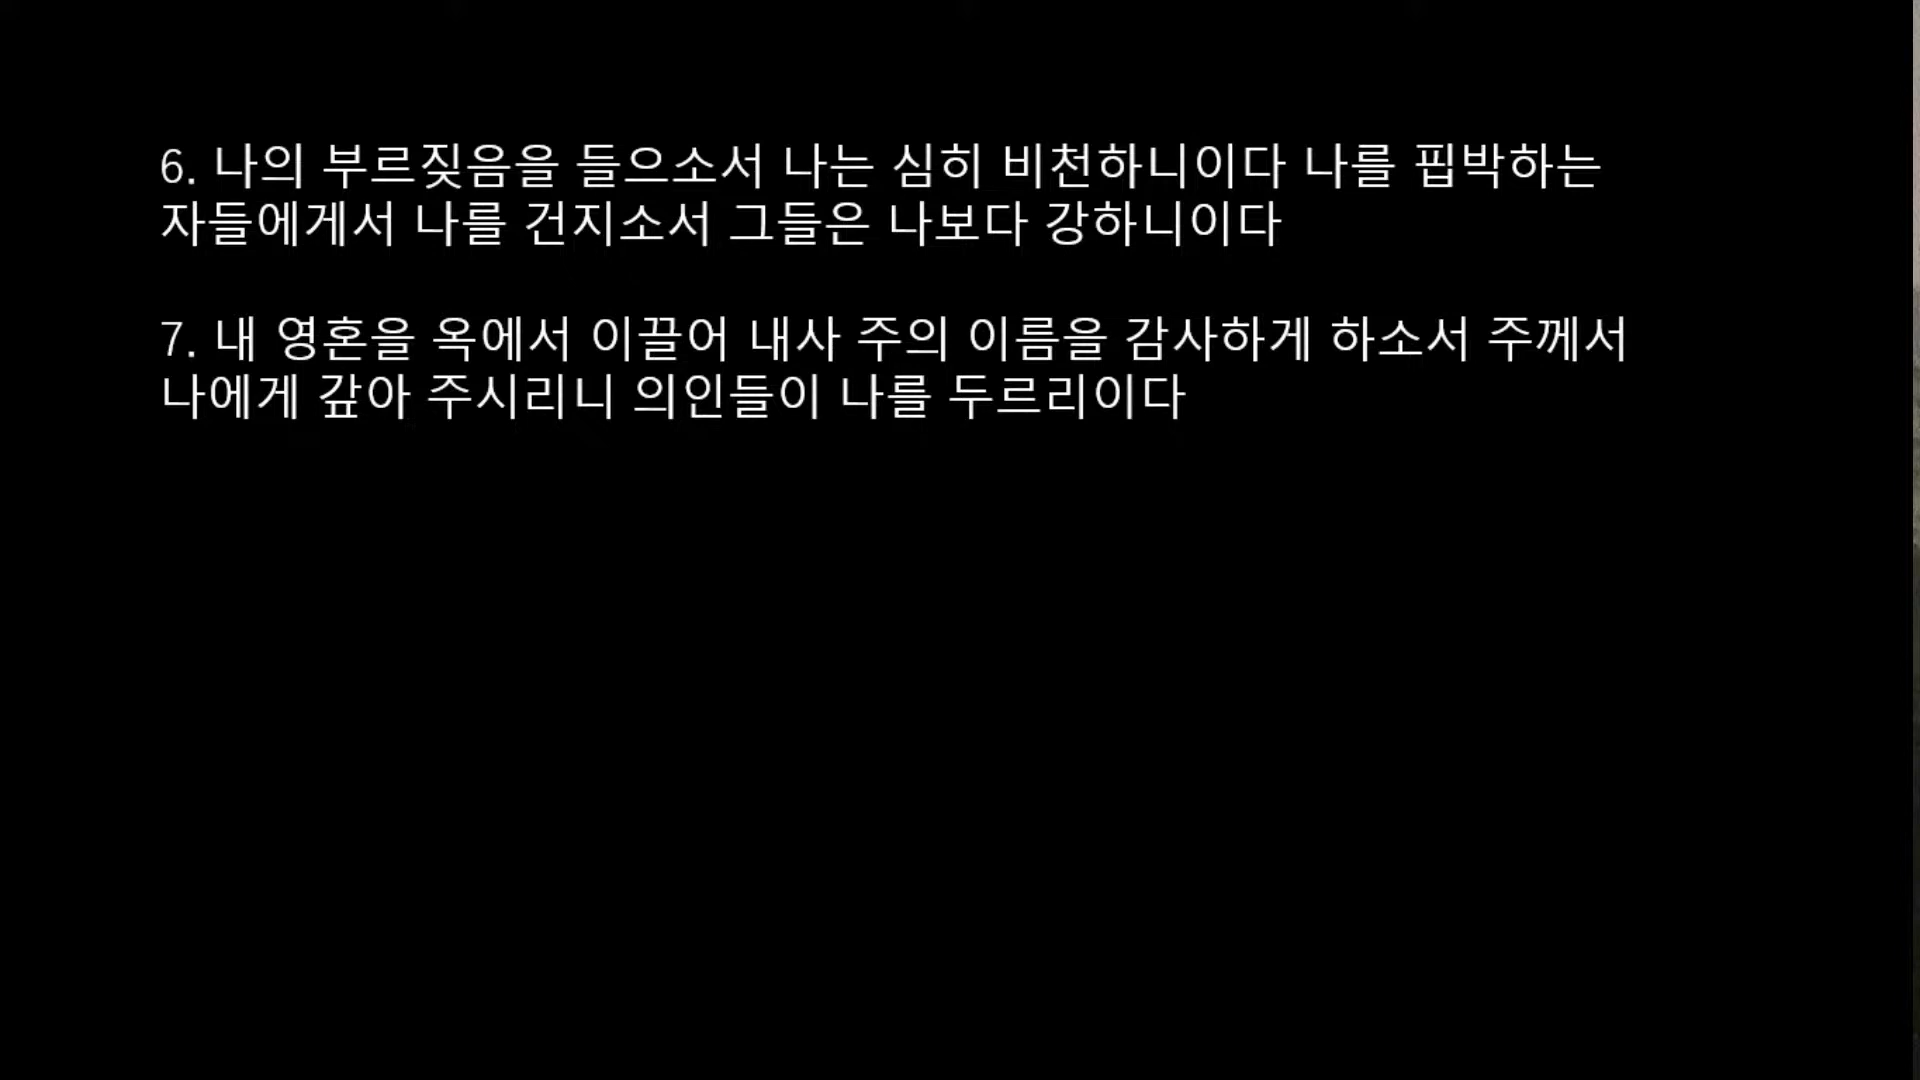 6. 나의 부르짖음을 들으소서 나는 심히 비천하니이다 나를 핍박하는
자들에게서 나를 건지소서 그들은 나보다 강하니이다
7. 내 영혼을 옥에서 이끌어 내사 주의 이름을 감사하게 하소서 주께서
나에게 갚아 주시리니 의인들이 나를 두르리이다